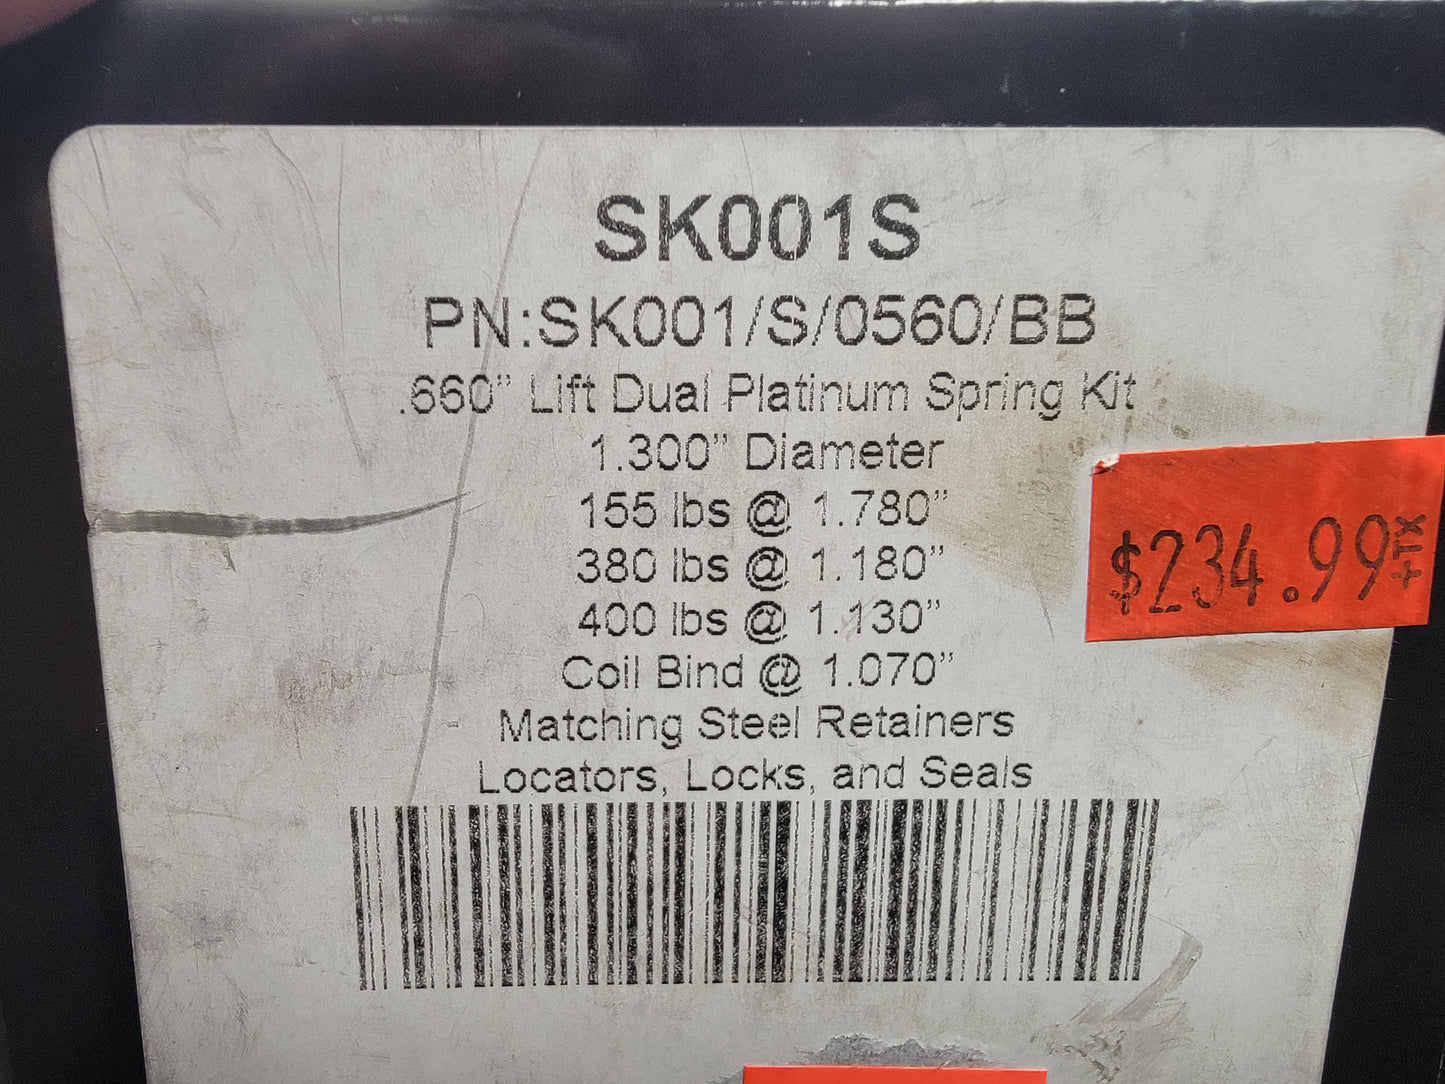 SK001S
PN:SK001/S/0560/BB
.660" Lift Dual Platinum Spring Kit
1.300" Diameter
155 lbs @ 1.780"
380 lbs @ 1.180"
400 lbs @ 1.130"
Coil Bind @ 1.070"
Matching Steel Retainers
Locators, Locks, and Seals
$234.99+TX